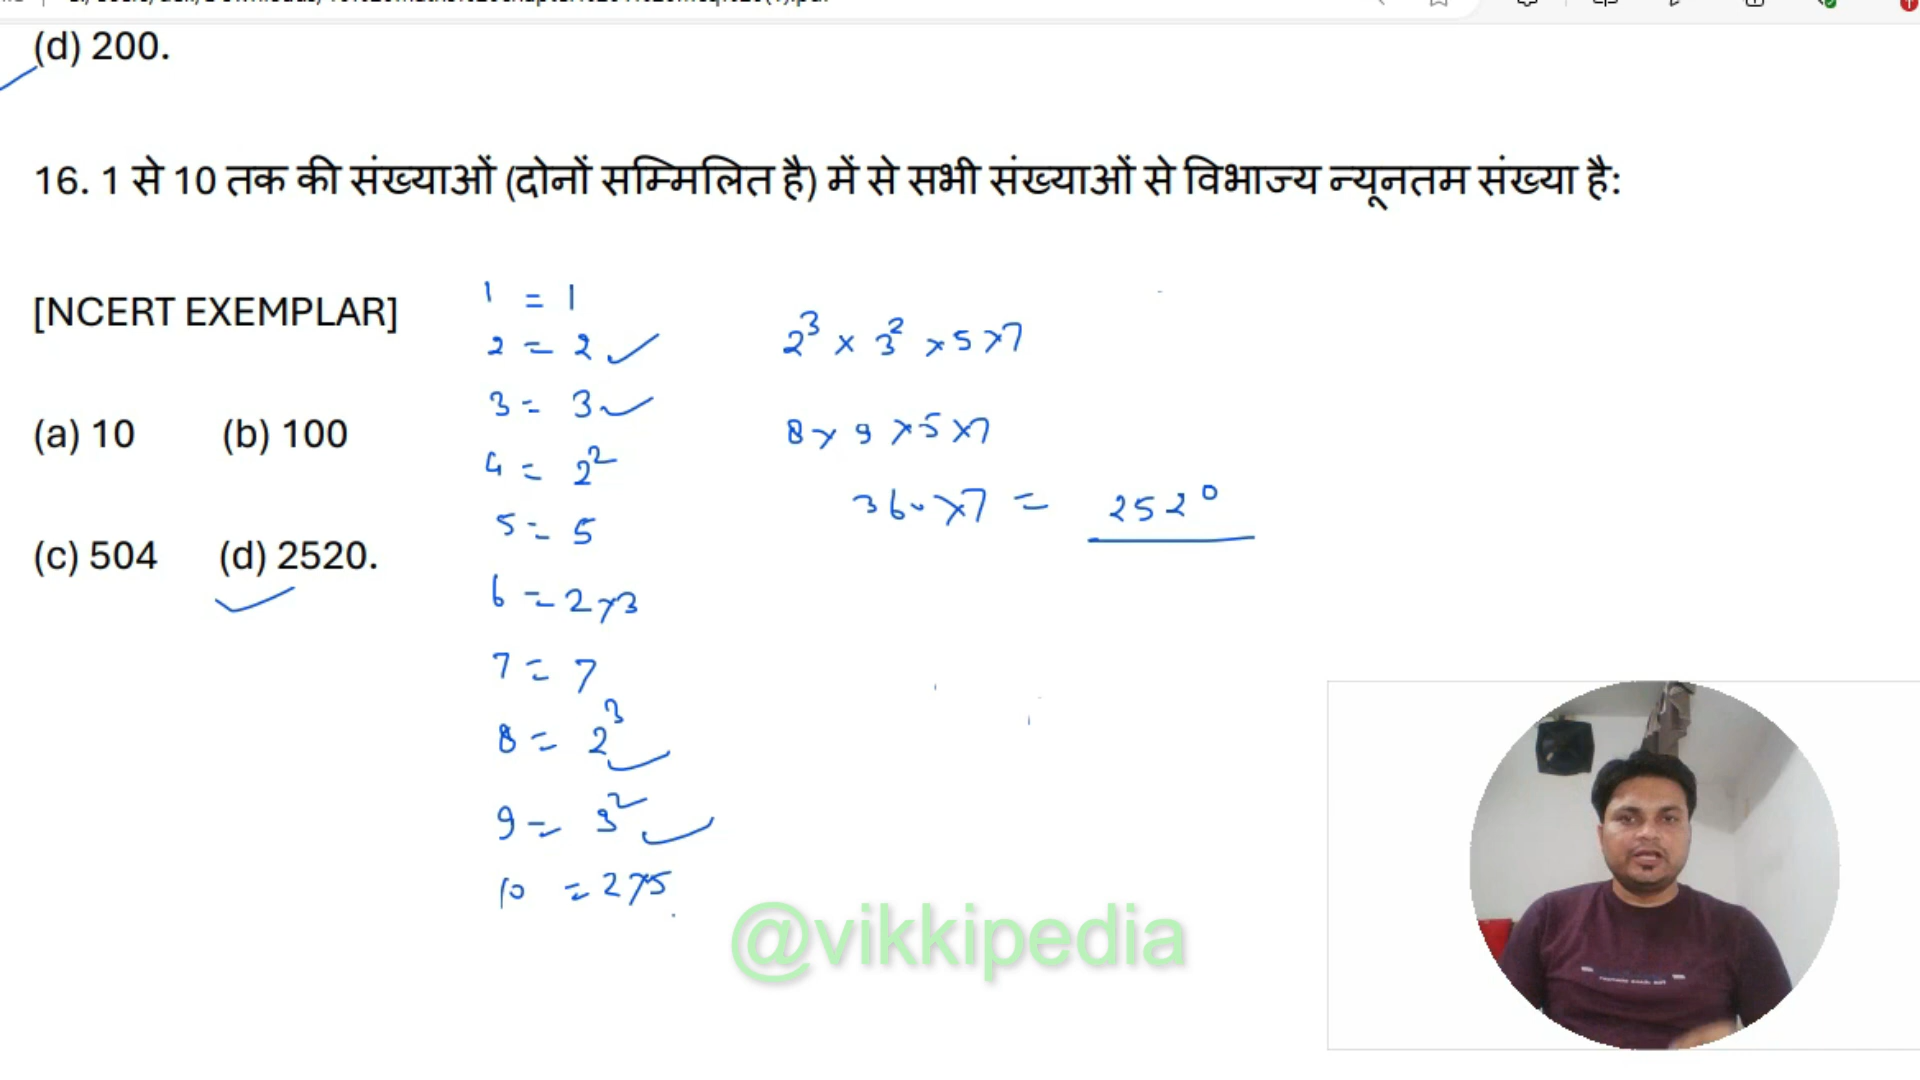 (d) 200.
16. 1 से 10 तक की संख्याओं (दोनों सम्मिलित है) में से सभी संख्याओं से विभाज्य न्यूनतम संख्या है:
[NCERT EXEMPLAR]
(a) 10 (b) 100
(c) 504 (d) 2520.
1 = 1
2 = 2
3 = 3
4 = 2²
5 = 5
6 = 2×3
7 = 7
8 = 2³
9 = 3²
10 = 2×5
2³ × 3² × 5 × 7
8 × 9 × 5 × 7
360 × 7 = 2520
@vikkipedia